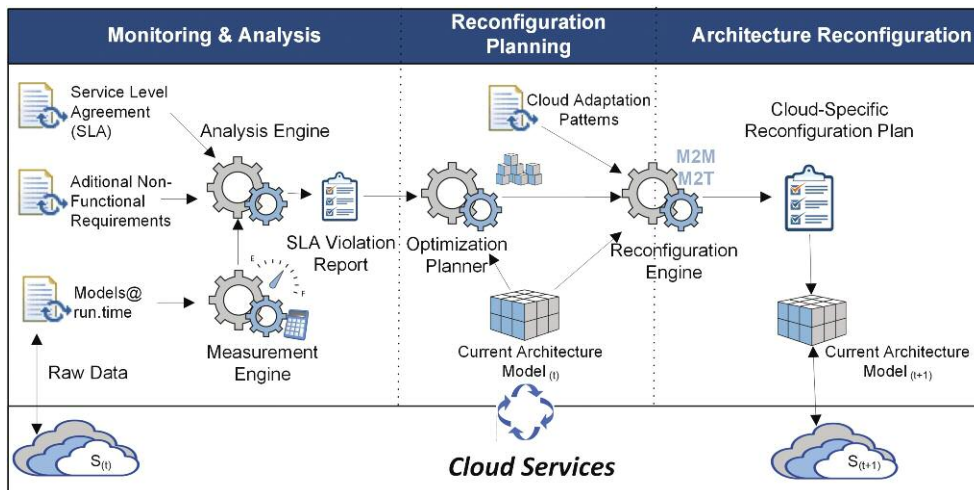 Monitoring & Analysis
Reconfiguration
Planning
Architecture Reconfiguration
Service Level
Agreement
(SLA)
Analysis Engine
Aditional Non-
Functional
Requirements
SLA Violation
Report
Models@
run.time
E
F
Measurement
Engine
Raw Data
S(t)
Cloud Adaptation
Patterns
M2M
M2T
Optimization
Planner
Reconfiguration
Engine
Current Architecture
Model (t)
Cloud Services
Cloud-Specific
Reconfiguration Plan
Current Architecture
Model (t+1)
S(t+1)